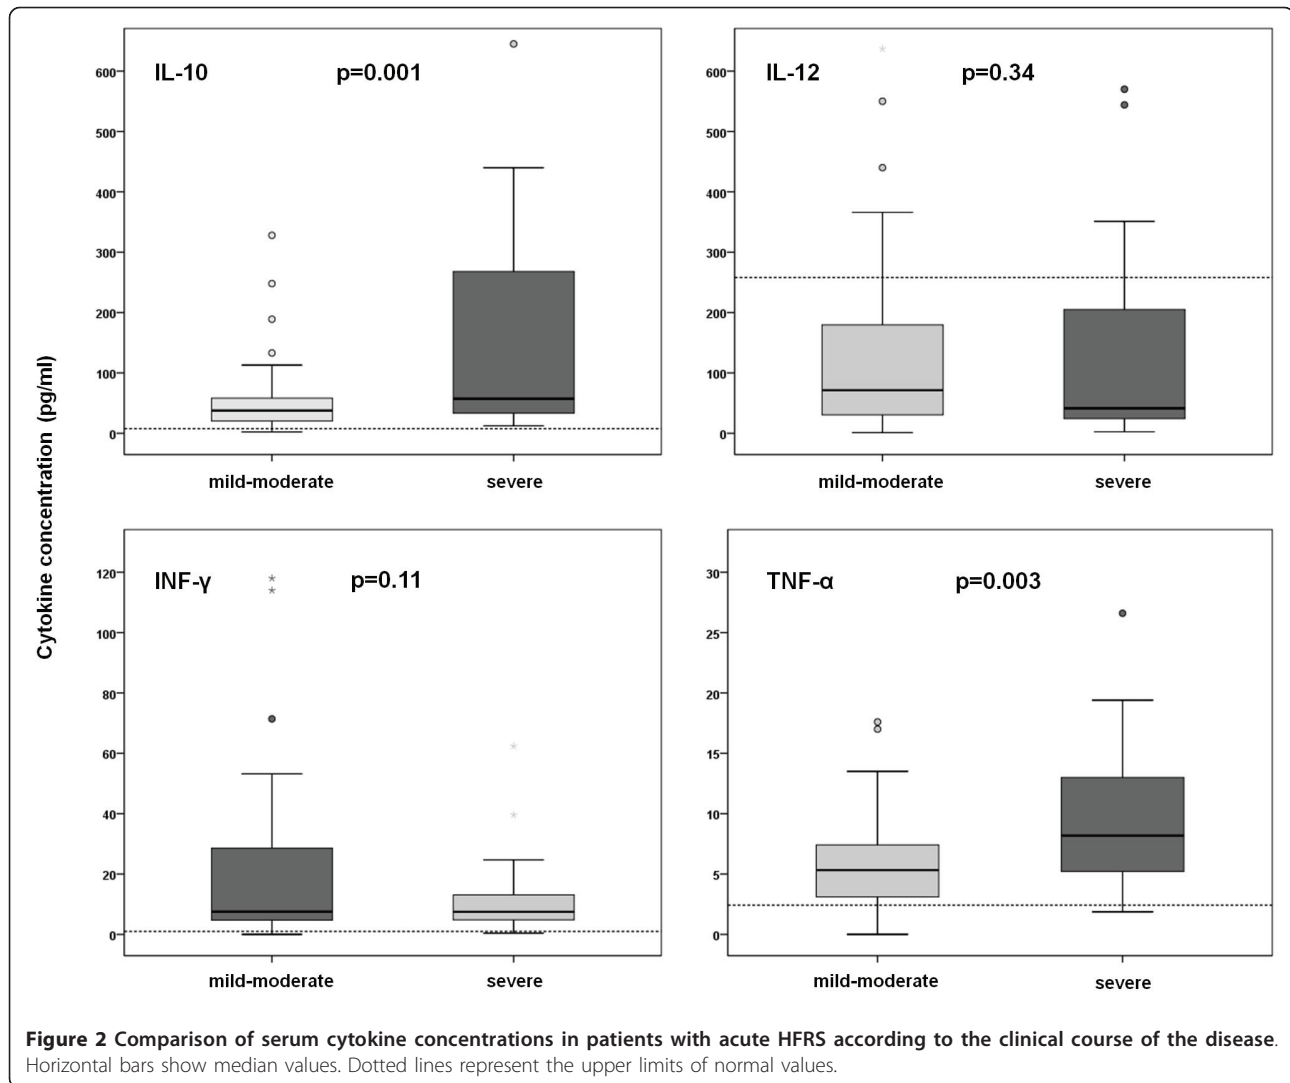 IL-10 p=0.001
600
500
400
300
200
100
0
mild-moderate severe
IL-12 p=0.34
600
500
400
300
200
100
0
mild-moderate severe
Cytokine concentration (pg/ml)
INF-γ p=0.11
120
100
80
60
40
20
0
mild-moderate severe
TNF-α p=0.003
30
25
20
15
10
5
0
mild-moderate severe
Figure 2 Comparison of serum cytokine concentrations in patients with acute HFRS according to the clinical course of the disease.
Horizontal bars show median values. Dotted lines represent the upper limits of normal values.